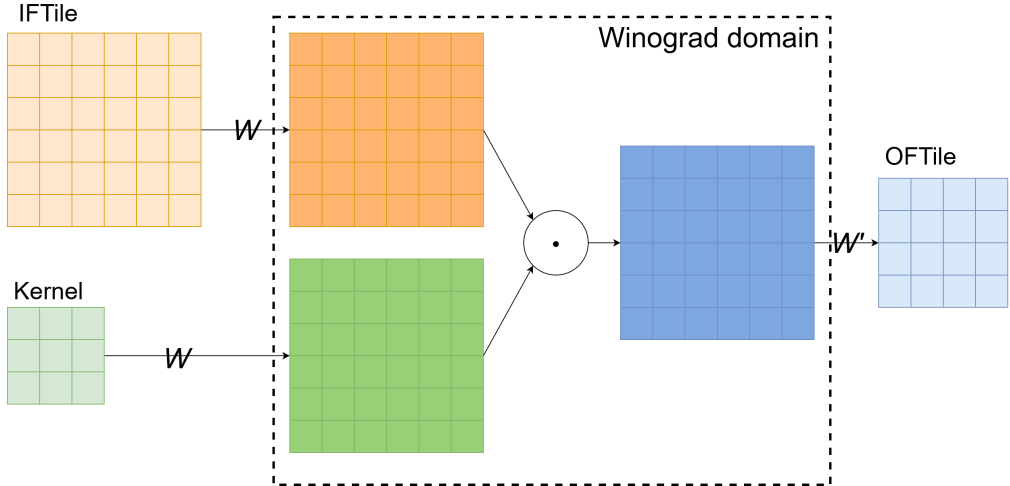 IFTile
Winograd domain
W
OFTile
W'
Kernel
W